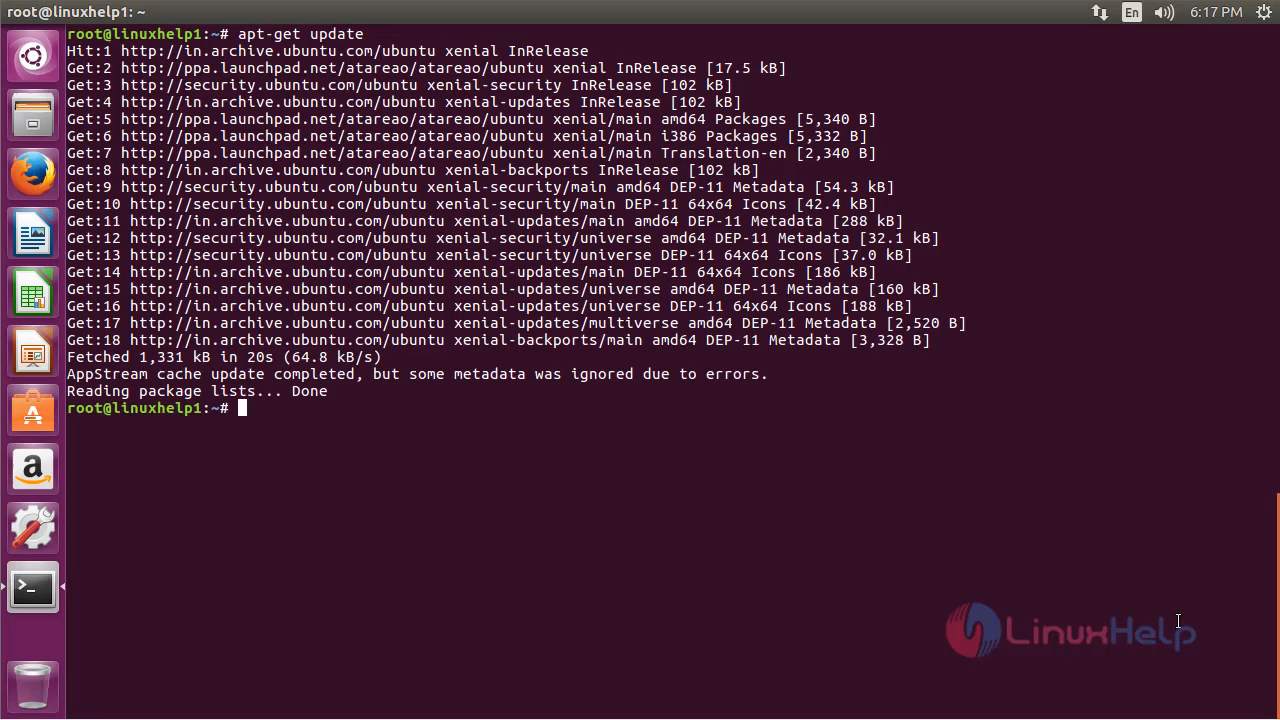 root@linuxhelp1: ~
En
6:17 PM
root@linuxhelp1:~# apt-get update
Hit:1 http://in.archive.ubuntu.com/ubuntu xenial InRelease
Get:2 http://ppa.launchpad.net/atareao/atareao/ubuntu xenial InRelease [17.5 kB]
Get:3 http://security.ubuntu.com/ubuntu xenial-security InRelease [102 kB]
Get:4 http://in.archive.ubuntu.com/ubuntu xenial-updates InRelease [102 kB]
Get:5 http://ppa.launchpad.net/atareao/atareao/ubuntu xenial/main amd64 Packages [5,340 B]
Get:6 http://ppa.launchpad.net/atareao/atareao/ubuntu xenial/main i386 Packages [5,332 B]
Get:7 http://ppa.launchpad.net/atareao/atareao/ubuntu xenial/main Translation-en [2,340 B]
Get:8 http://in.archive.ubuntu.com/ubuntu xenial-backports InRelease [102 kB]
Get:9 http://security.ubuntu.com/ubuntu xenial-security/main amd64 DEP-11 Metadata [54.3 kB]
Get:10 http://security.ubuntu.com/ubuntu xenial-security/main DEP-11 64x64 Icons [42.4 kB]
Get:11 http://in.archive.ubuntu.com/ubuntu xenial-updates/main amd64 DEP-11 Metadata [288 kB]
Get:12 http://security.ubuntu.com/ubuntu xenial-security/universe amd64 DEP-11 Metadata [32.1 kB]
Get:13 http://security.ubuntu.com/ubuntu xenial-security/universe DEP-11 64x64 Icons [37.0 kB]
Get:14 http://in.archive.ubuntu.com/ubuntu xenial-updates/main DEP-11 64x64 Icons [186 kB]
Get:15 http://in.archive.ubuntu.com/ubuntu xenial-updates/universe amd64 DEP-11 Metadata [160 kB]
Get:16 http://in.archive.ubuntu.com/ubuntu xenial-updates/universe DEP-11 64x64 Icons [188 kB]
Get:17 http://in.archive.ubuntu.com/ubuntu xenial-updates/multiverse amd64 DEP-11 Metadata [2,520 B]
Get:18 http://in.archive.ubuntu.com/ubuntu xenial-backports/main amd64 DEP-11 Metadata [3,328 B]
Fetched 1,331 kB in 20s (64.8 kB/s)
AppStream cache update completed, but some metadata was ignored due to errors.
Reading package lists... Done
root@linuxhelp1:~#
LinuxHelp